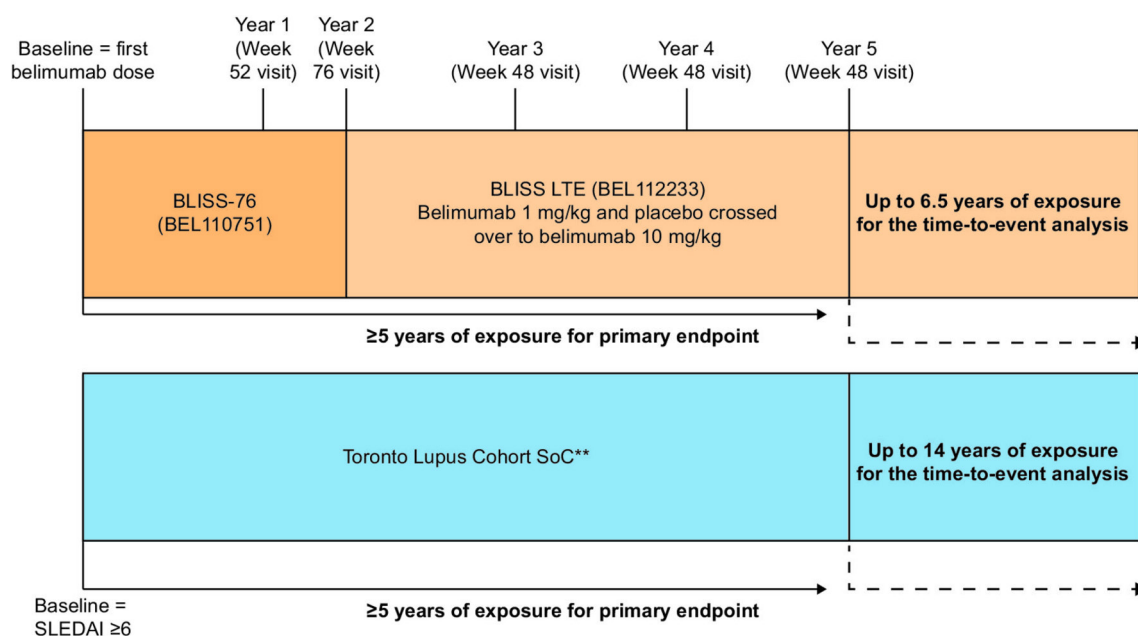 Baseline = first
belimumab dose
Year 1
(Week
52 visit)
Year 2
(Week
76 visit)
Year 3
(Week 48 visit)
Year 4
(Week 48 visit)
Year 5
(Week 48 visit)
BLISS-76
(BEL110751)
BLISS LTE (BEL112233)
Belimumab 1 mg/kg and placebo crossed
over to belimumab 10 mg/kg
Up to 6.5 years of exposure
for the time-to-event analysis
≥5 years of exposure for primary endpoint
Toronto Lupus Cohort SoC**
Up to 14 years of exposure
for the time-to-event analysis
≥5 years of exposure for primary endpoint
Baseline =
SLEDAI ≥6